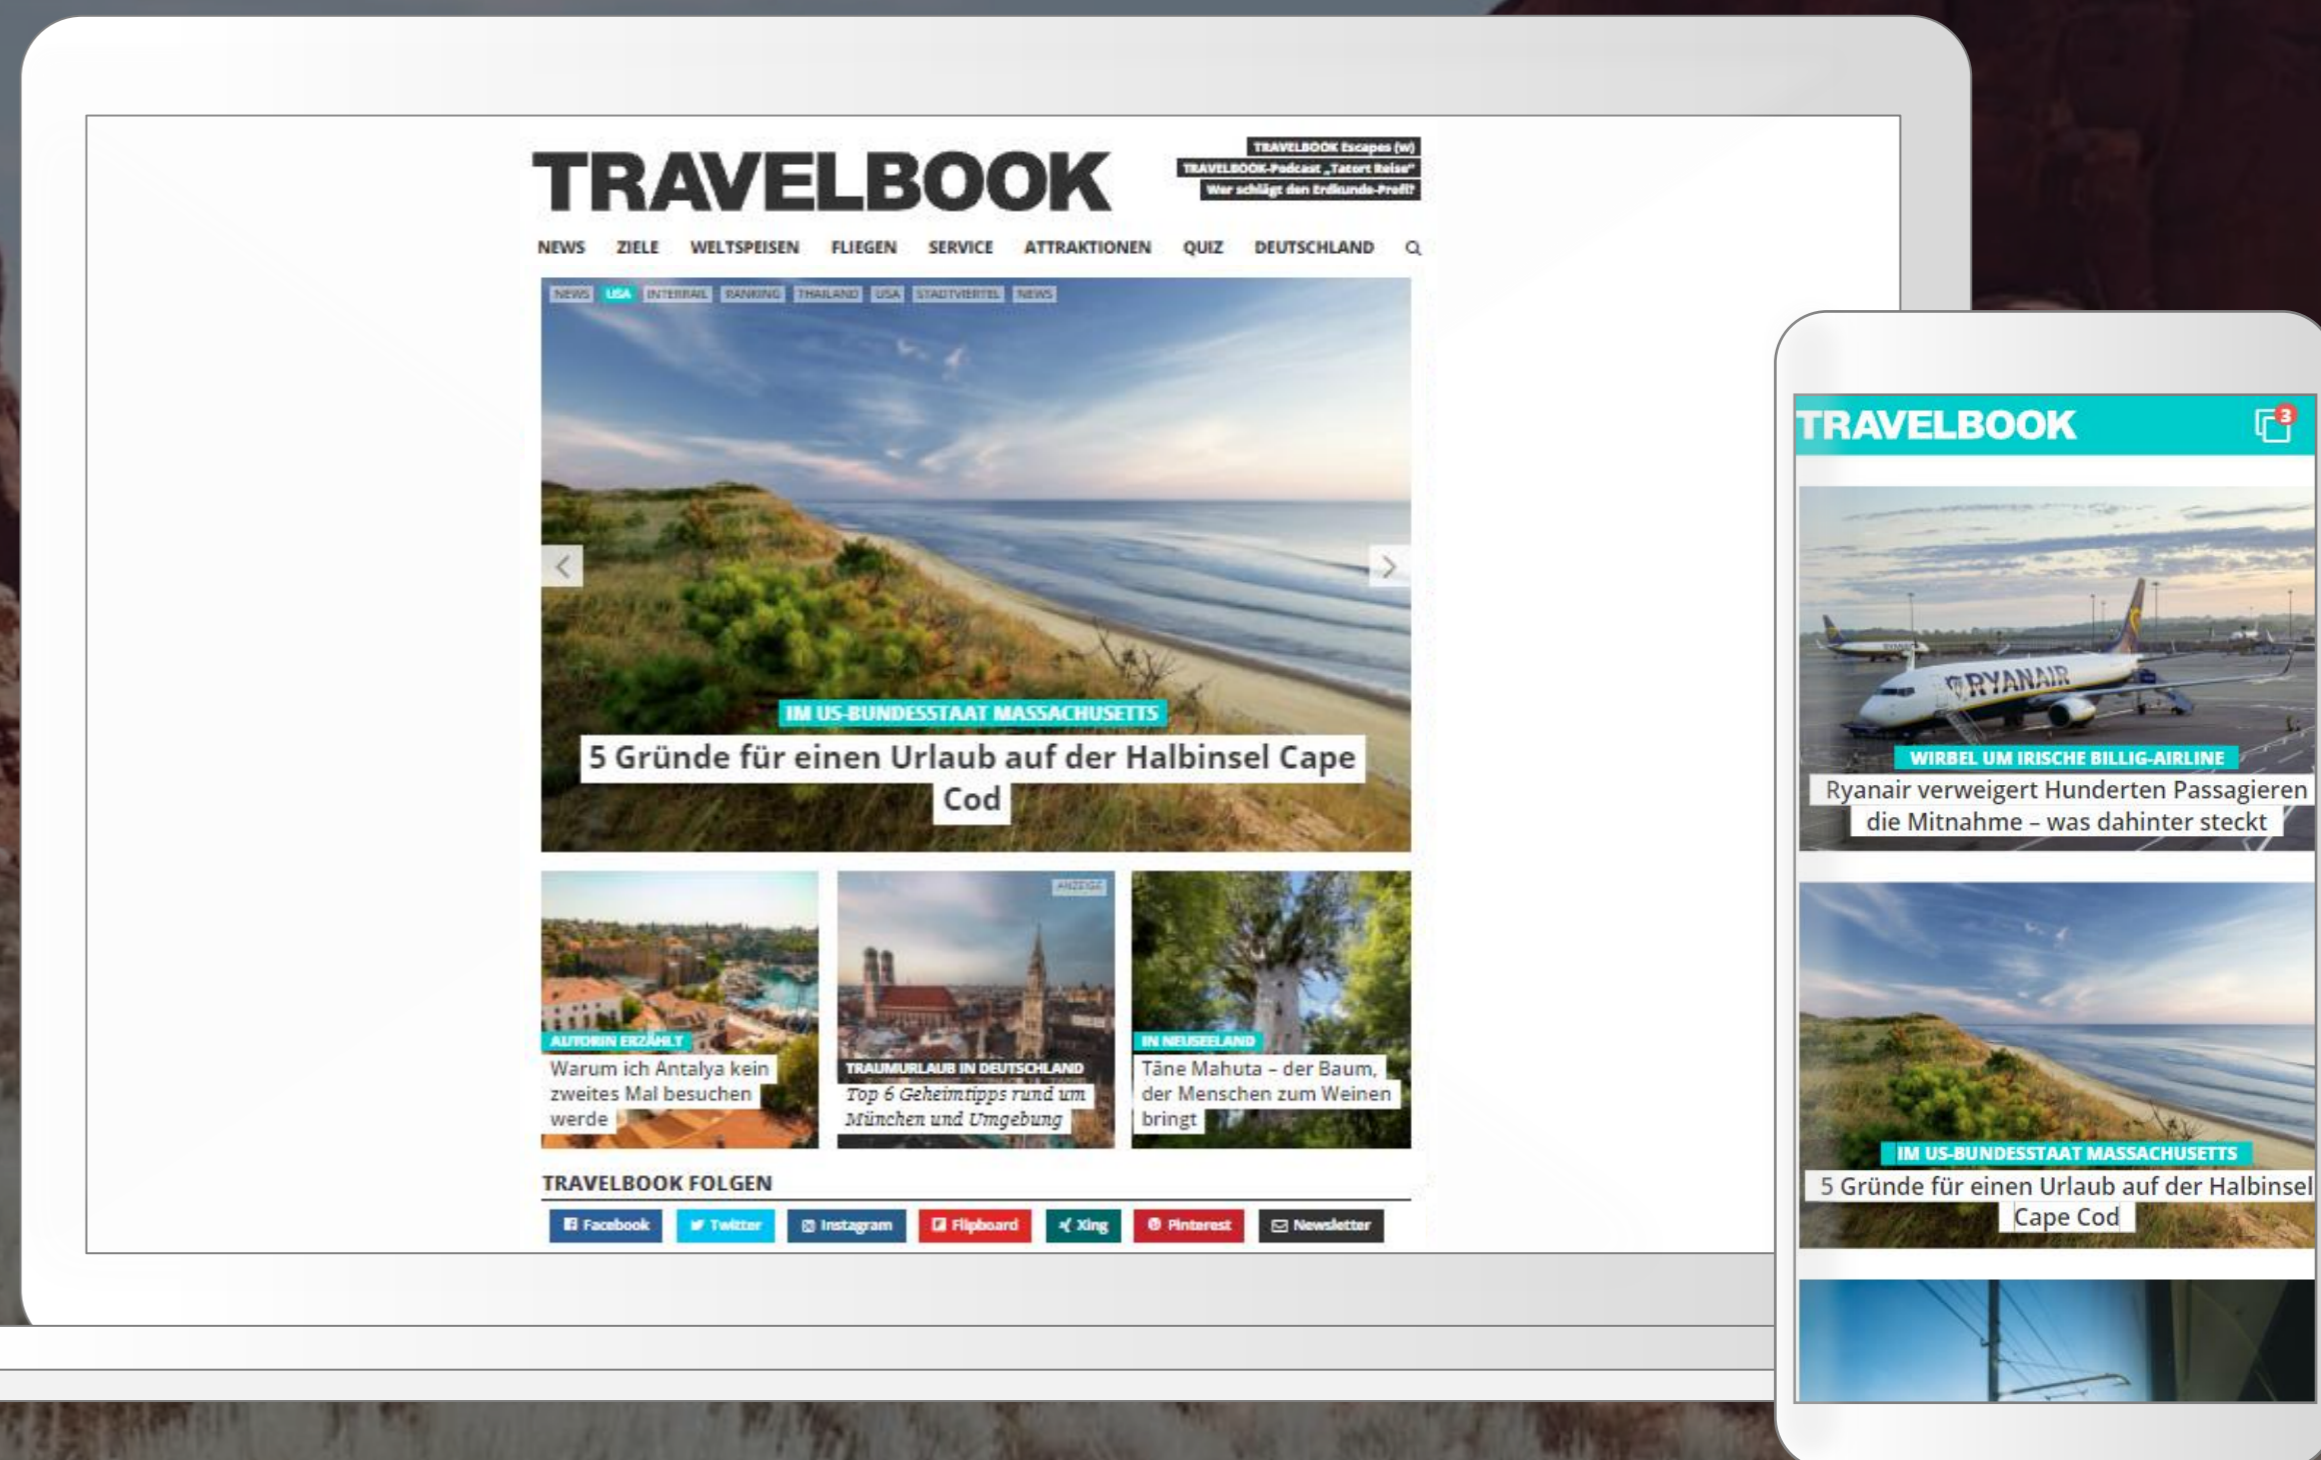 TRAVELBOOK
TRAVELBOOK Escapes (w)
TRAVELBOOK-Podcast „Tatort Reise“
Wer schlägt den Erdkunde-Profi?
NEWS ZIELE WELTSPEISEN FLIEGEN SERVICE ATTRAKTIONEN QUIZ DEUTSCHLAND
NEWS USA INTERRAIL RANKING THAILAND USA STADTVIERTEL NEWS
IM US-BUNDESSTAAT MASSACHUSETTS
5 Gründe für einen Urlaub auf der Halbinsel Cape
Cod
AUTORIN ERZÄHLT
Warum ich Antalya kein
zweites Mal besuchen
werde
ANZEIGE
TRAUMURLAUB IN DEUTSCHLAND
Top 6 Geheimtipps rund um
München und Umgebung
IN NEUSEELAND
Tāne Mahuta – der Baum,
der Menschen zum Weinen
bringt
TRAVELBOOK FOLGEN
Facebook Twitter Instagram Flipboard Xing Pinterest Newsletter
TRAVELBOOK
3
RYANAIR
WIRBEL UM IRISCHE BILLIG-AIRLINE
Ryanair verweigert Hunderten Passagieren
die Mitnahme – was dahinter steckt
IM US-BUNDESSTAAT MASSACHUSETTS
5 Gründe für einen Urlaub auf der Halbinsel
Cape Cod